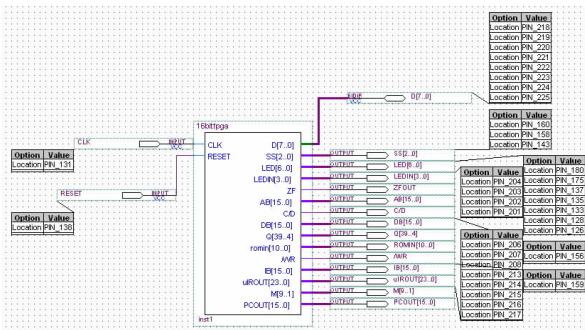 Option Value
Location PIN_218
Location PIN_219
Location PIN_220
Location PIN_221
Location PIN_222
Location PIN_223
Location PIN_224
Location PIN_225
BIDIR
VCC
D[7..0]
Option Value
Location PIN_160
Location PIN_158
Location PIN_143
16bitfpga
CLK
INPUT
VCC
Option Value
Location PIN_131
RESET
INPUT
VCC
Option Value
Location PIN_138
CLK
RESET
D[7..0]
SS[2..0]
LED[6..0]
LEDIN[3..0]
ZF
AB[15..0]
C/D
DB[15..0]
Q[39..4]
romin[10..0]
/WR
IB[15..0]
uIROUT[23..0]
M[9..1]
PCOUT[15..0]
inst1
OUTPUT SS[2..0]
OUTPUT LED[6..0]
OUTPUT LEDIN[3..0]
OUTPUT ZFOUT
OUTPUT AB[15..0]
OUTPUT C/D
OUTPUT DB[15..0]
OUTPUT Q[39..4]
OUTPUT ROMIN[10..0]
OUTPUT /WR
OUTPUT IB[15..0]
OUTPUT uIROUT[23..0]
OUTPUT M[9..1]
OUTPUT PCOUT[15..0]
Option Value
Location PIN_204
Location PIN_203
Location PIN_202
Location PIN_201
Option Value
Location PIN_180
Location PIN_175
Location PIN_137
Location PIN_135
Location PIN_133
Location PIN_128
Location PIN_126
Option Value
Location PIN_206
Location PIN_207
Location PIN_208
Location PIN_213
Location PIN_214
Location PIN_215
Location PIN_216
Location PIN_217
Option Value
Location PIN_156
Option Value
Location PIN_159